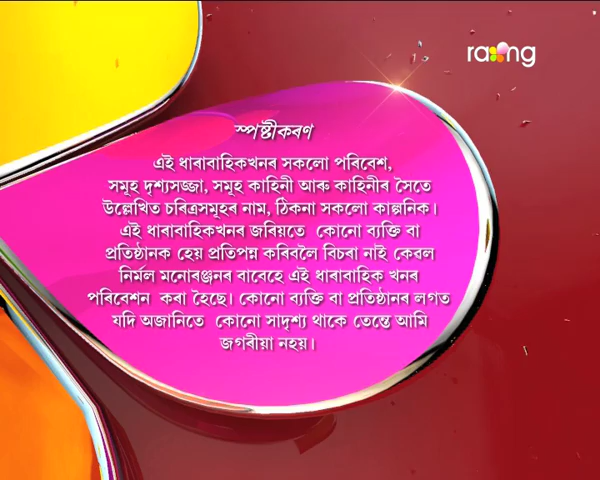 raing
স্পষ্টীকৰণ
এই ধাৰাবাহিকখনৰ সকলো পৰিবেশ,
সমূহ দৃশ্যসজ্জা, সমূহ কাহিনী আৰু কাহিনীৰ সৈতে
উল্লেখিত চৰিত্ৰসমূহৰ নাম, ঠিকনা সকলো কাল্পনিক।
এই ধাৰাবাহিকখনৰ জৰিয়তে কোনো ব্যক্তি বা
প্ৰতিষ্ঠানক হেয় প্ৰতিপন্ন কৰিবলৈ বিচৰা নাই কেবল
নিৰ্মল মনোৰঞ্জনৰ বাবেহে এই ধাৰাবাহিক খনৰ
পৰিবেশন কৰা হৈছে। কোনো ব্যক্তি বা প্ৰতিষ্ঠানৰ লগত
যদি অজানিতে কোনো সাদৃশ্য থাকে তেন্তে আমি
জগৰীয়া নহয়।